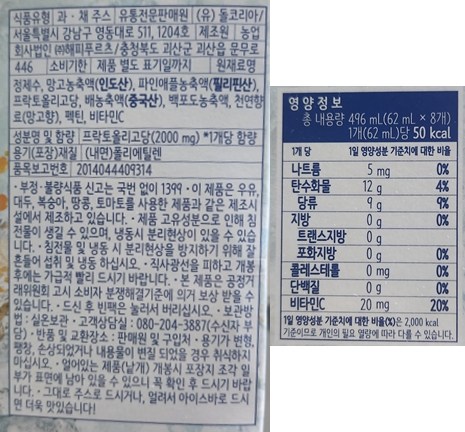 식품유형 과·채 주스 유통전문판매원 (유) 돌코리아/
서울특별시 강남구 영동대로 511, 1204호 제조원 농업
회사법인 ㈜해피푸르츠/충청북도 괴산군 괴산읍 문무로
446 소비기한 제품 별도 표기일까지 원재료명
정제수, 망고농축액(인도산), 파인애플농축액(필리핀산),
프락토올리고당, 배농축액(중국산), 백포도농축액, 천연향
료(망고향), 펙틴, 비타민C
성분명 및 함량 프락토올리고당(2000 mg) *1개당 함량
용기(포장)재질 (내면)폴리에틸렌
품목보고번호 2014044409314
·부정·불량식품 신고는 국번 없이 1399 ·이 제품은 우유,
대두, 복숭아, 땅콩, 토마토를 사용한 제품과 같은 제조시
설에서 제조하고 있습니다. ·제품 고유성분으로 인해 침
전물이 생길 수 있으며, 냉동시 분리현상이 있을 수 있습
니다. ·침전물 및 냉동 시 분리현상을 방지하기 위해 잘
흔들어 섭취 및 냉동 하십시오. ·직사광선을 피하고 개봉
후에는 가급적 빨리 드시기 바랍니다. ·본 제품은 공정거
래위원회 고시 소비자 분쟁해결기준에 의거 보상 받을 수
있습니다. ·드신 후 빈팩은 눌러서 버리십시오. ·보관방
법 : 실온보관 ·고객상담실 : 080-204-3887(수신자 부
담) ·반품 및 교환장소 : 판매원 및 구입처 ·용기가 변형,
팽창, 손상되었거나 내용물이 변질 되었을 경우 취식하지
마십시오 ·얼어있는 제품(낱개) 개봉시 포장지 조각 일
부가 표면에 남아 있을 수 있으니 꼭 확인 후 드시기 바랍
니다. ·그대로 주스로 드시거나, 얼려서 아이스바로 드시
면 더욱 맛있습니다!
영양정보
총 내용량 496 mL(62 mL × 8개)
1개(62 mL)당 50 kcal
1개 당 1일 영양성분 기준치에 대한 비율
나트륨 5 mg 0%
탄수화물 12 g 4%
당류 9 g 9%
지방 0 g 0%
트랜스지방 0 g
포화지방 0 g 0%
콜레스테롤 0 mg 0%
단백질 0 g 0%
비타민C 20 mg 20%
1일 영양성분 기준치에 대한 비율(%)은 2,000 kcal
기준이므로 개인의 필요 열량에 따라 다를 수 있습니다.